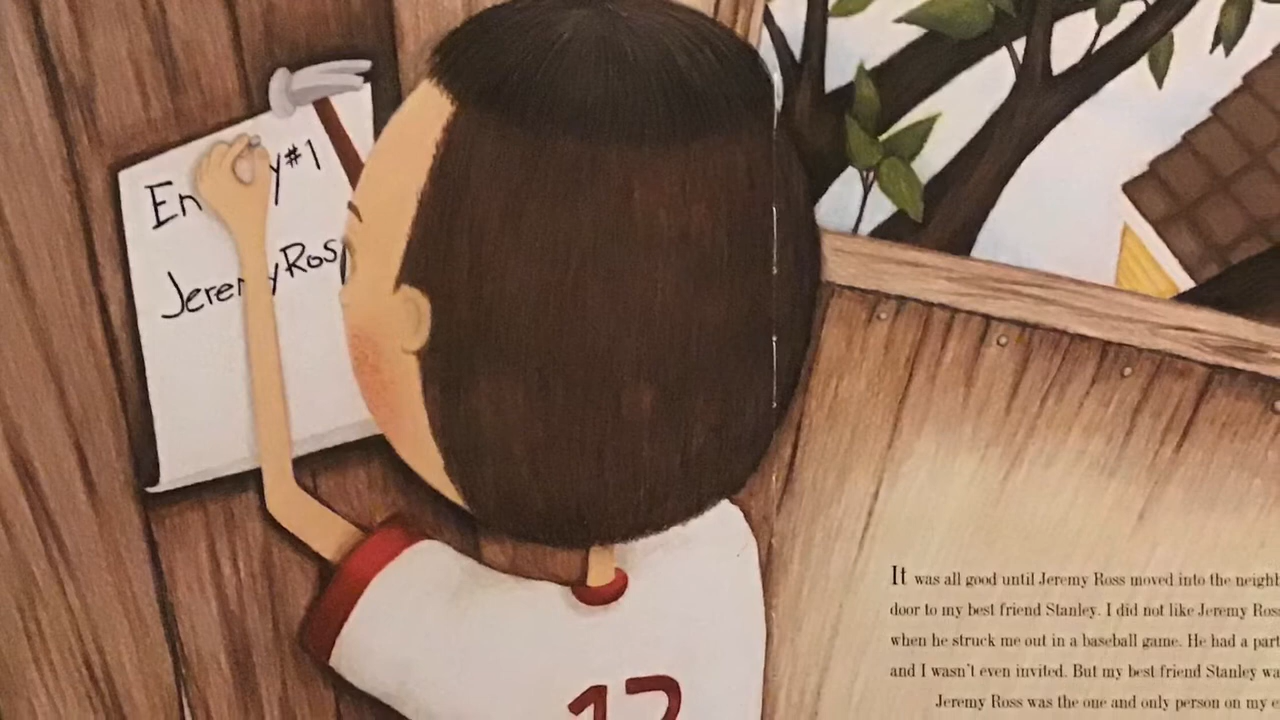 #1
Jeremy Ros
12
It was all good until Jeremy Ross moved into the
door to my best friend Stanley. I did not like Jeremy
when he struck me out in a baseball game. He had a
and I wasn't even invited. But my best friend Stanley
Jeremy Ross was the one and only person on my